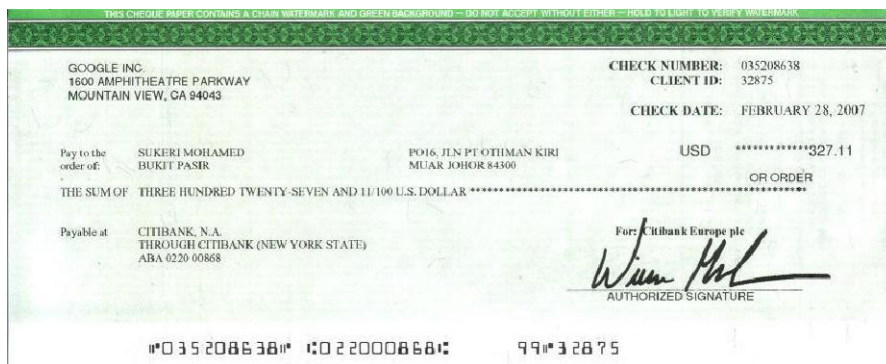 THIS CHEQUE PAPER CONTAINS A CHAIN WATERMARK AND GREEN BACKGROUND — DO NOT ACCEPT WITHOUT EITHER — HOLD TO LIGHT TO VERIFY WATERMARK
GOOGLE INC.
1600 AMPHITHEATRE PARKWAY
MOUNTAIN VIEW, CA 94043
CHECK NUMBER: 035208638
CLIENT ID: 32875
CHECK DATE: FEBRUARY 28, 2007
Pay to the order of: SUKERI MOHAMED
BUKIT PASIR
PO16, JLN PT OTHMAN KIRI
MUAR JOHOR 84300
USD *************327.11
OR ORDER
THE SUM OF THREE HUNDRED TWENTY-SEVEN AND 11/100 U.S. DOLLAR ****************************************************************
Payable at CITIBANK, N.A.
THROUGH CITIBANK (NEW YORK STATE)
ABA 0220 00868
For: Citibank Europe plc
AUTHORIZED SIGNATURE
⑈035208638⑈ ⑆022000868⑆ 99⑈32875